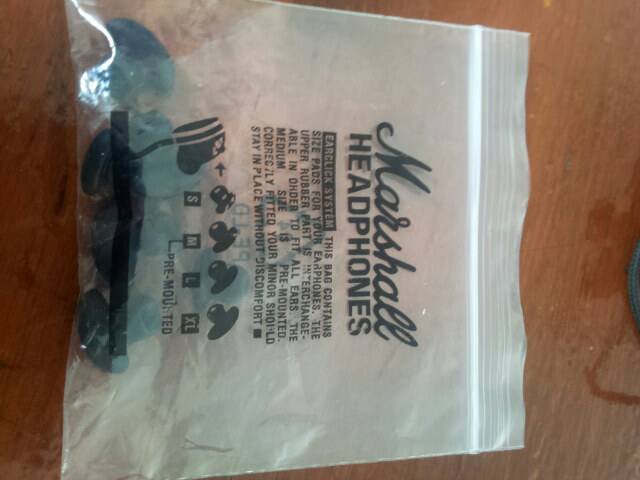 Marshall
HEADPHONES
EARCLICK SYSTEM THIS BAG CONTAINS
SIZE PADS FOR YOUR EARPHONES. THE
UPPER RUBBER PART IS INTERCHANGE-
ABLE IN ORDER TO FIT ALL EARS. THE
MEDIUM SIZE IS PRE-MOUNTED.
CORRECTLY FITTED YOUR MINOR SHOULD
STAY IN PLACE WITHOUT DISCOMFORT
+
S M L XL
PRE-MOUNTED